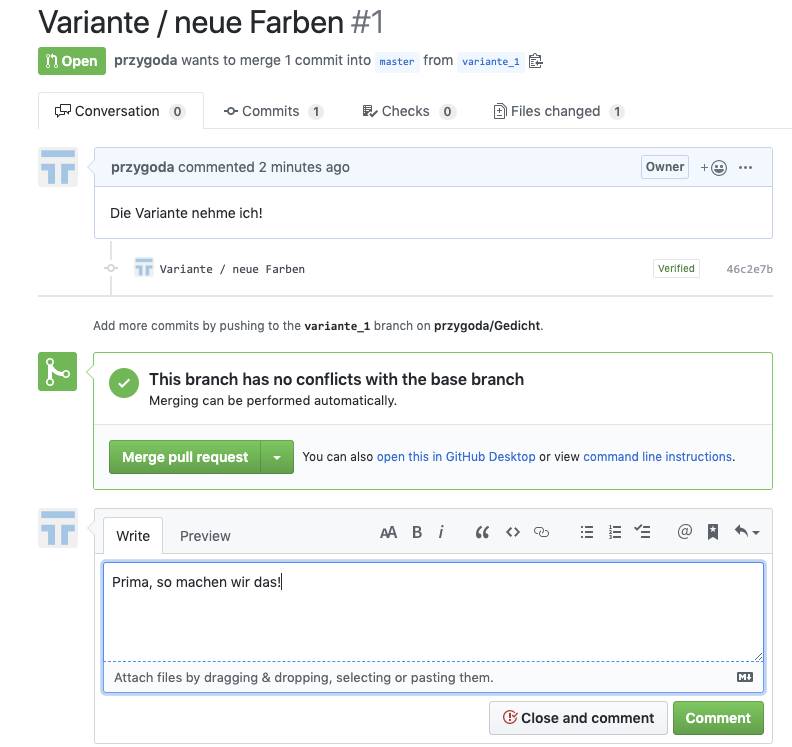 Variante / neue Farben #1
Open przygoda wants to merge 1 commit into master from variante_1
Conversation 0 Commits 1 Checks 0 Files changed 1
przygoda commented 2 minutes ago Owner
Die Variante nehme ich!
Variante / neue Farben Verified 46c2e7b
Add more commits by pushing to the variante_1 branch on przygoda/Gedicht.
This branch has no conflicts with the base branch
Merging can be performed automatically.
Merge pull request You can also open this in GitHub Desktop or view command line instructions.
Write Preview AA B i
Prima, so machen wir das!
Attach files by dragging & dropping, selecting or pasting them.
Close and comment Comment